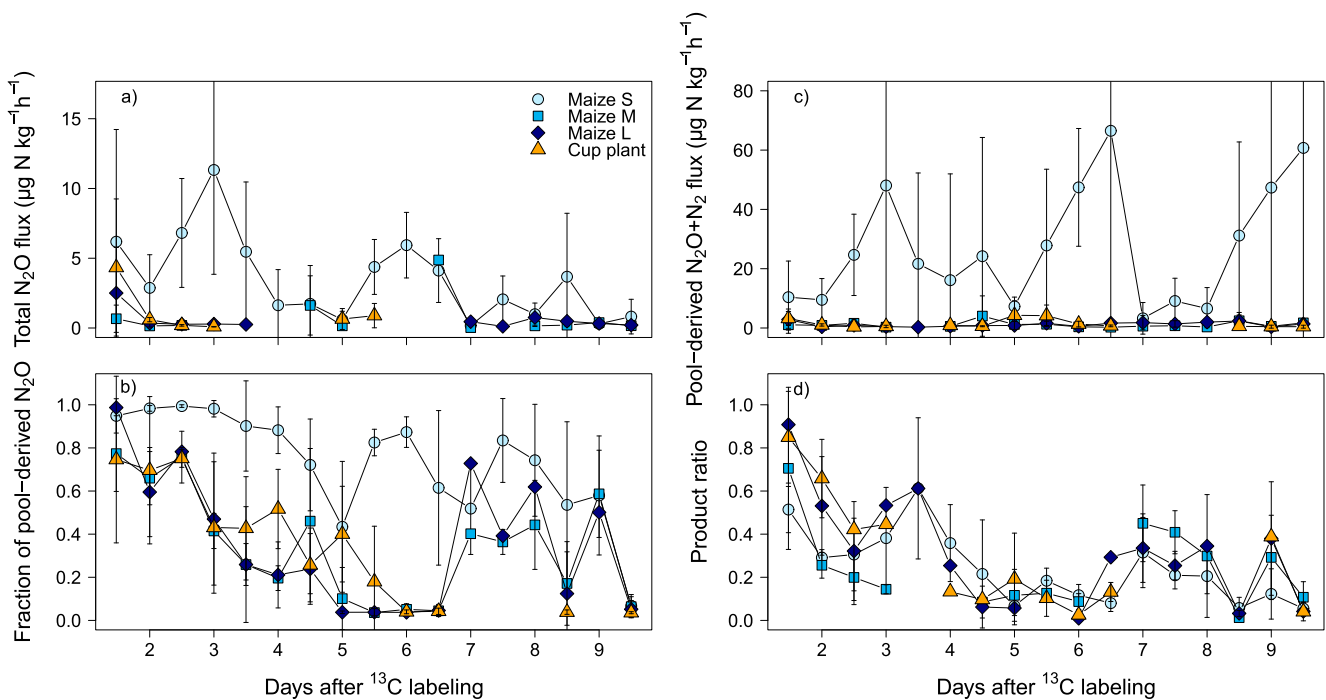 Total N₂O flux (µg N kg⁻¹h⁻¹)
a)
15
10
5
0
Maize S
Maize M
Maize L
Cup plant
Pool−derived N₂O+N₂ flux (µg N kg⁻¹h⁻¹)
c)
80
60
40
20
0
Fraction of pool−derived N₂O
b)
1.0
0.8
0.6
0.4
0.2
0.0
2 3 4 5 6 7 8 9
Days after ¹³C labeling
Product ratio
d)
1.0
0.8
0.6
0.4
0.2
0.0
2 3 4 5 6 7 8 9
Days after ¹³C labeling